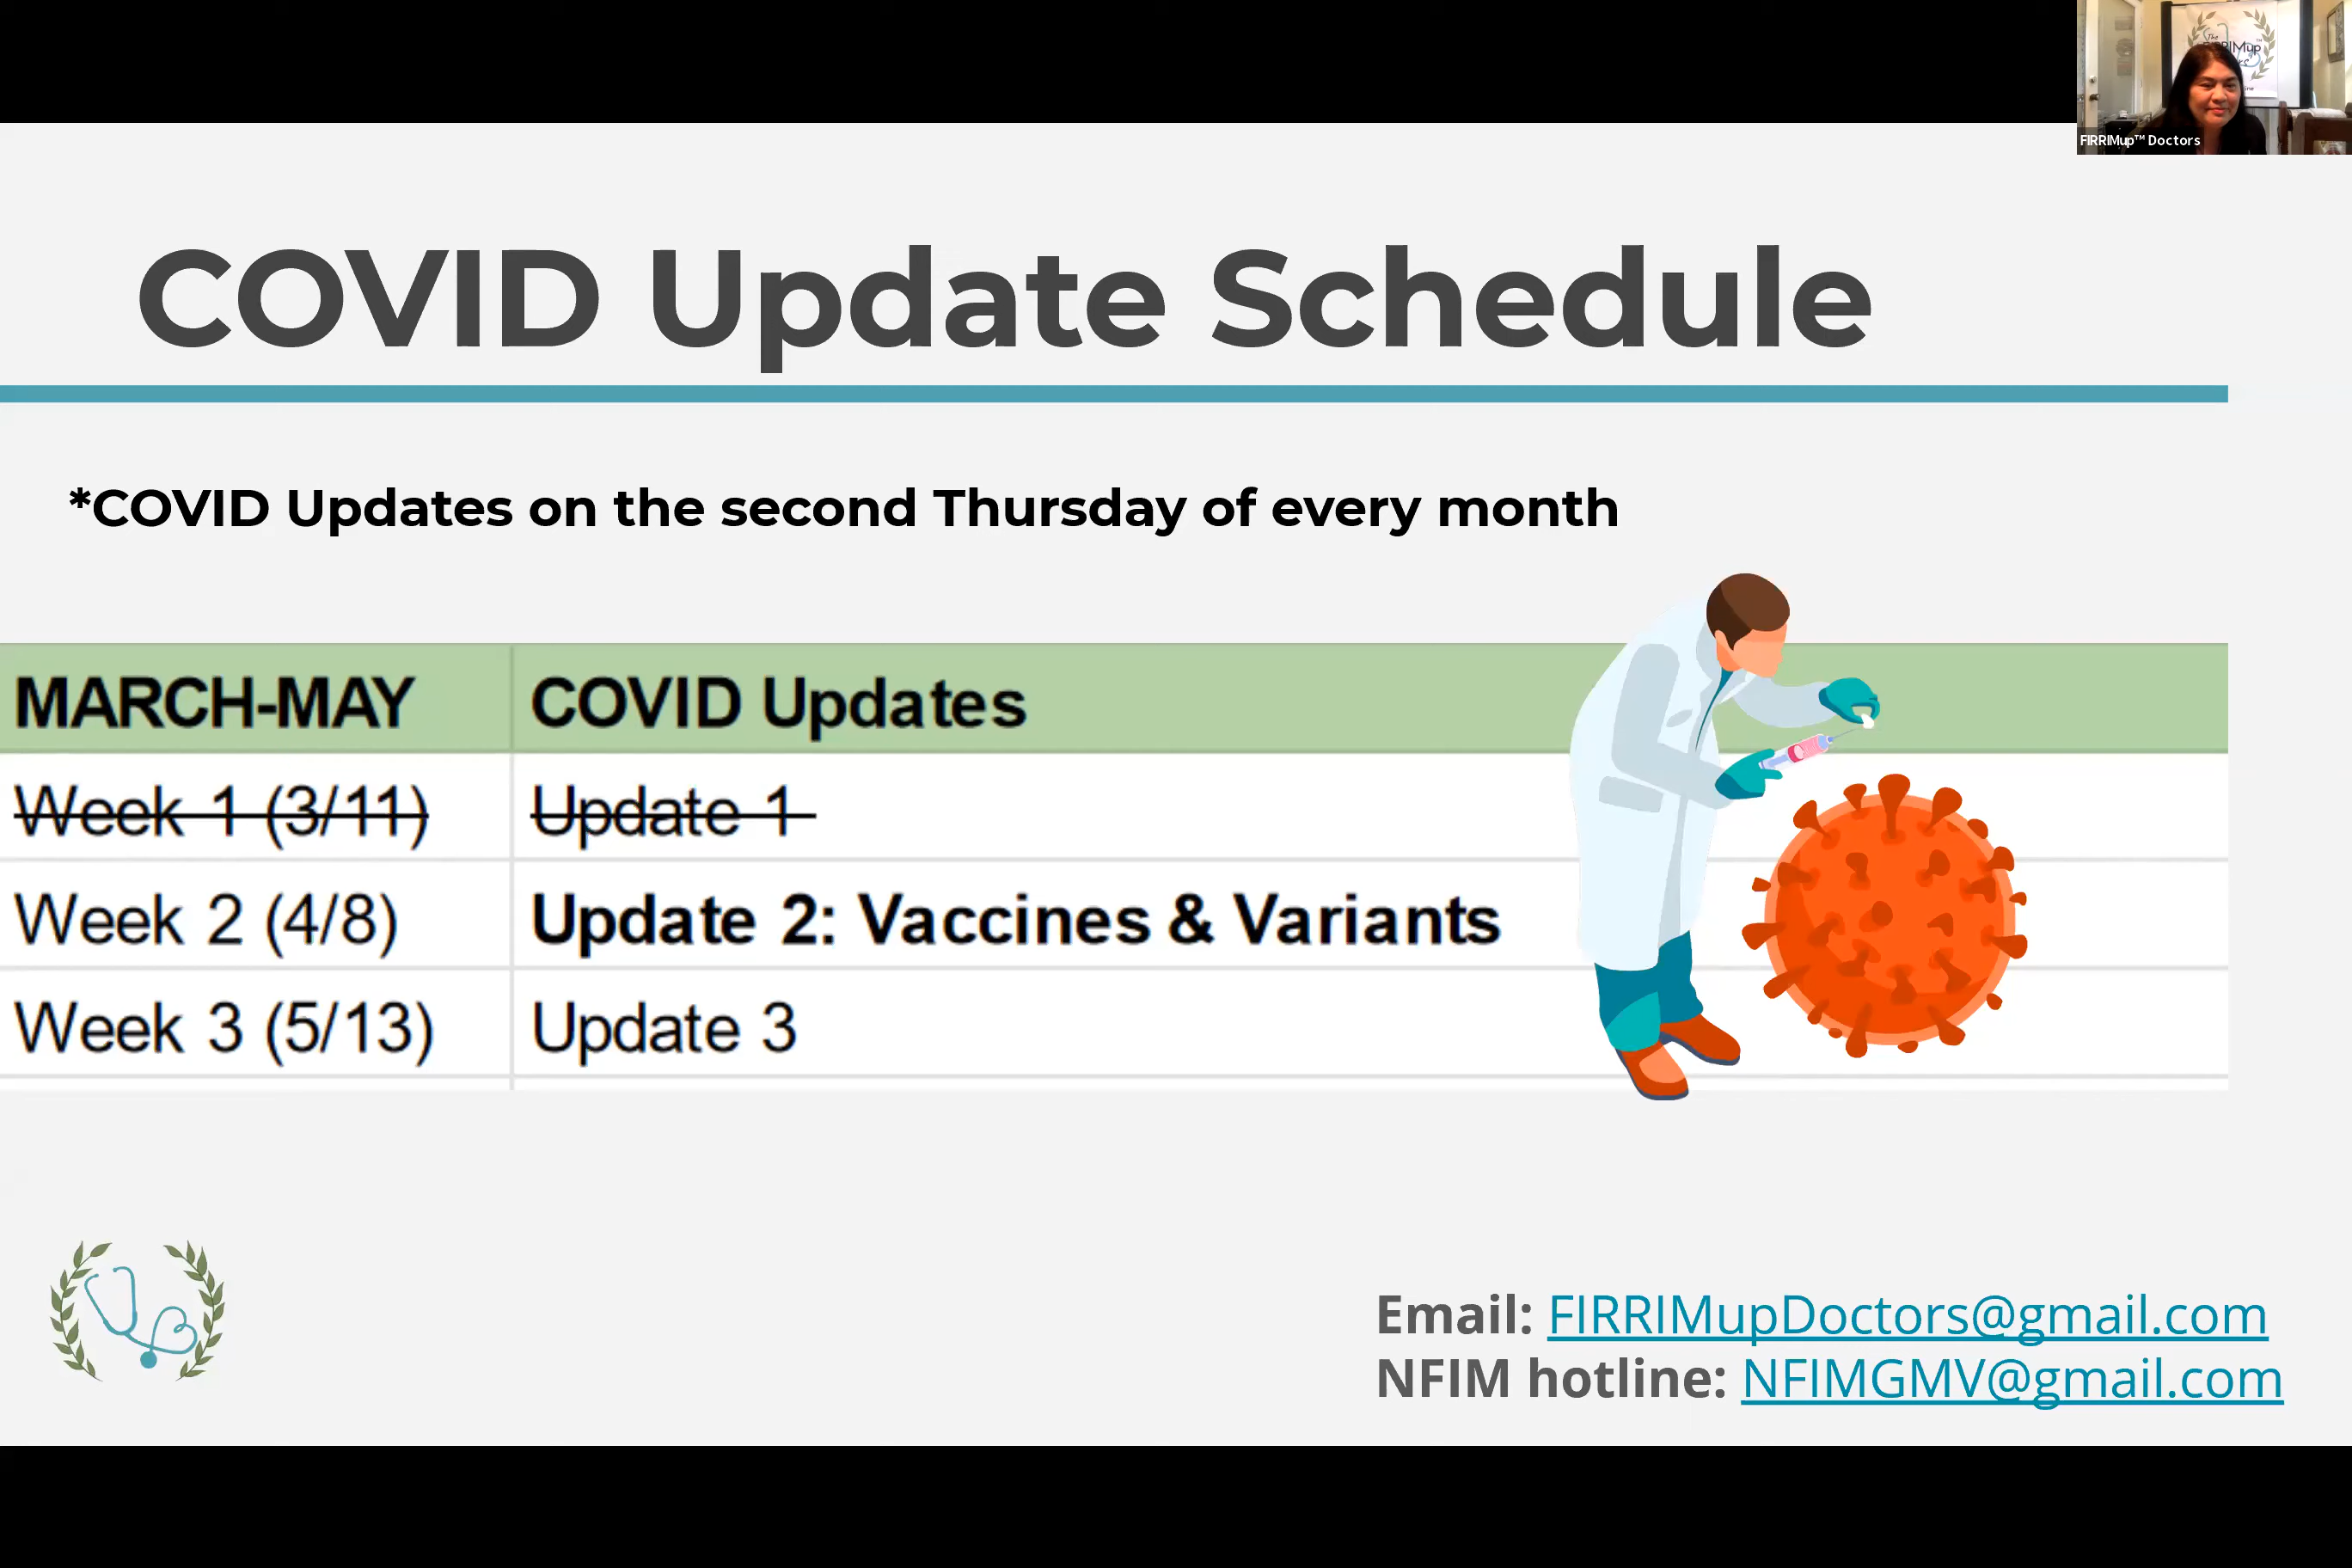 FIRRIMup™ Doctors
COVID Update Schedule
*COVID Updates on the second Thursday of every month
MARCH-MAY COVID Updates
Week 1 (3/11) Update 1
Week 2 (4/8) Update 2: Vaccines & Variants
Week 3 (5/13) Update 3
Email: FIRRIMupDoctors@gmail.com
NFIM hotline: NFIMGMV@gmail.com